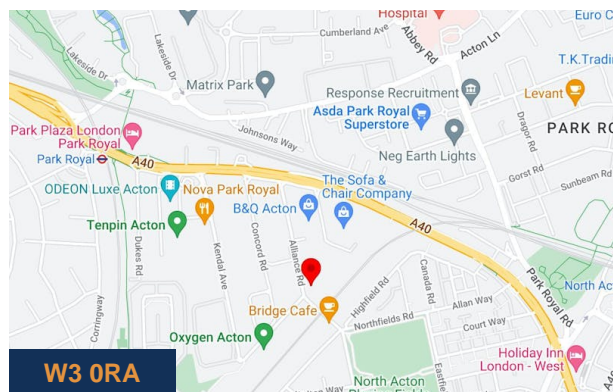 Hospital
Euro C
Cumberland Ave
Abbey Rd
Acton Ln
Lakeside Dr
Lakeside Dr
T.K.Tradin
Matrix Park
Response Recruitment
Levant
Asda Park Royal
Superstore
Dragor Rd
Park Plaza London
Park Royal
Johnsons Way
PARK RO
Park Royal
A40
Neg Earth Lights
Gorst Rd
Sunbeam Rd
ODEON Luxe Acton
Nova Park Royal
The Sofa &
Chair Company
B&Q Acton
Tenpin Acton
A40
Dukes Rd
Kendal Ave
Concord Rd
Alliance Rd
Canada Rd
Park Royal Rd
North Ac
Corringway
Highfield Rd
Allan Way
Bridge Cafe
Northfields Rd
Court Way
Oxygen Acton
Holiday Inn
London - West
W3 0RA
North Acton